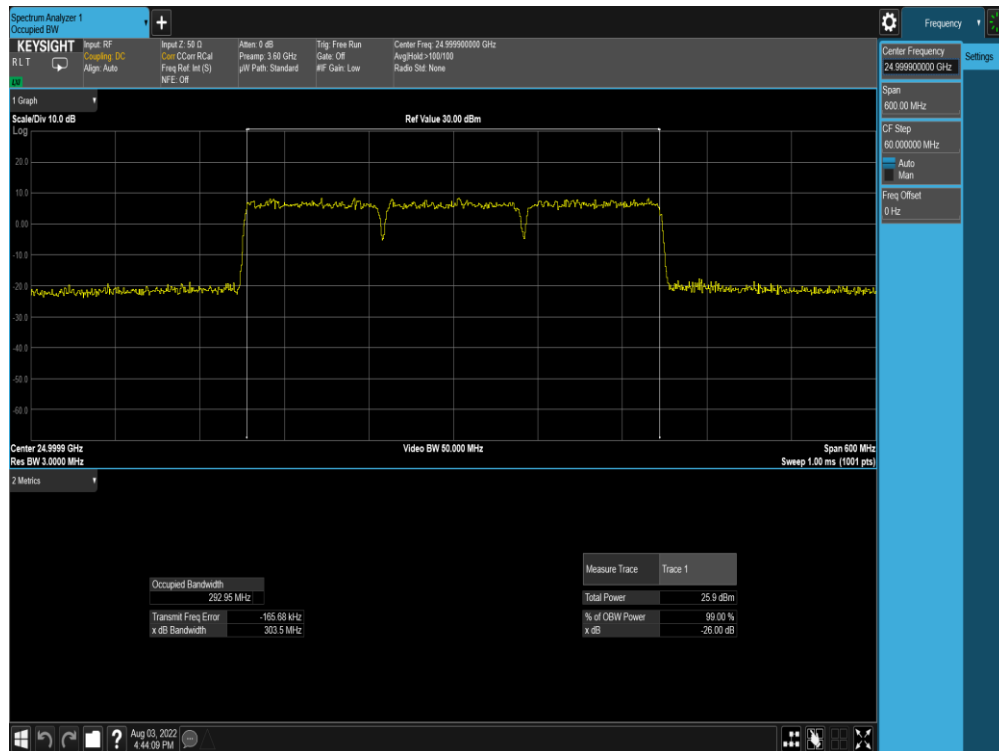 Spectrum Analyzer 1
Occupied BW
+
Frequency
KEYSIGHT
R L T
LXI
Input: RF
Coupling: DC
Align: Auto
Input Z: 50 Ω
Corr CCorr RCal
Freq Ref: Int (S)
NFE: Off
Atten: 0 dB
Preamp: 3.60 GHz
µW Path: Standard
Trig: Free Run
Gate: Off
#IF Gain: Low
Center Freq: 24.999900000 GHz
Avg|Hold:>100/100
Radio Std: None
Center Frequency
24.999900000 GHz
Settings
Span
600.00 MHz
CF Step
60.000000 MHz
Auto
Man
Freq Offset
0 Hz
1 Graph
Scale/Div 10.0 dB
Ref Value 30.00 dBm
Log
20.0
10.0
0.00
-10.0
-20.0
-30.0
-40.0
-50.0
-60.0
Center 24.9999 GHz
Video BW 50.000 MHz
Span 600 MHz
Res BW 3.0000 MHz
Sweep 1.00 ms (1001 pts)
2 Metrics
Measure Trace Trace 1
Occupied Bandwidth
292.95 MHz
Total Power 25.9 dBm
Transmit Freq Error -165.68 kHz
% of OBW Power 99.00 %
x dB Bandwidth 303.5 MHz
x dB -26.00 dB
?
Aug 03, 2022
4:44:09 PM